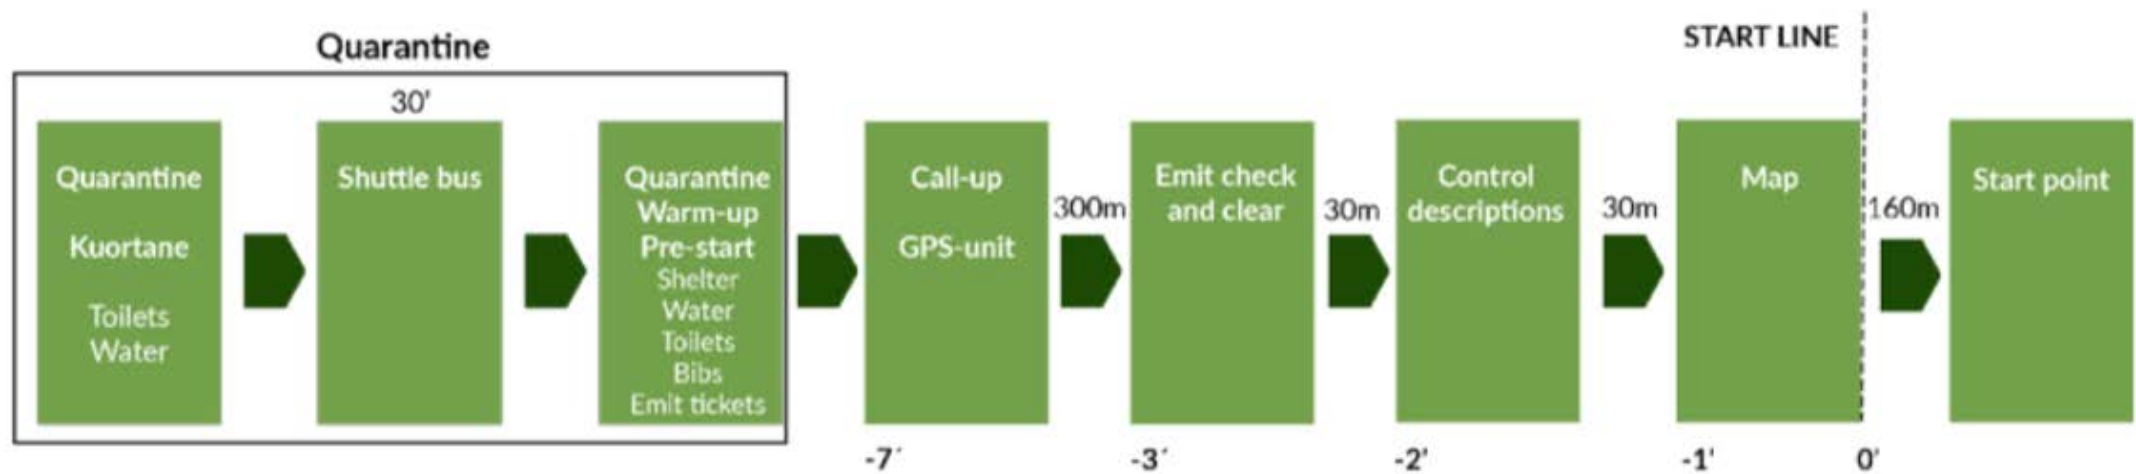 Quarantine
START LINE
30'
Quarantine
Kuortane
Toilets
Water
Shuttle bus
Quarantine
Warm-up
Pre-start
Shelter
Water
Toilets
Bibs
Emit tickets
Call-up
GPS-unit
300m
Emit check
and clear
30m
Control
descriptions
30m
Map
160m
Start point
-7´
-3´
-2'
-1'
0'